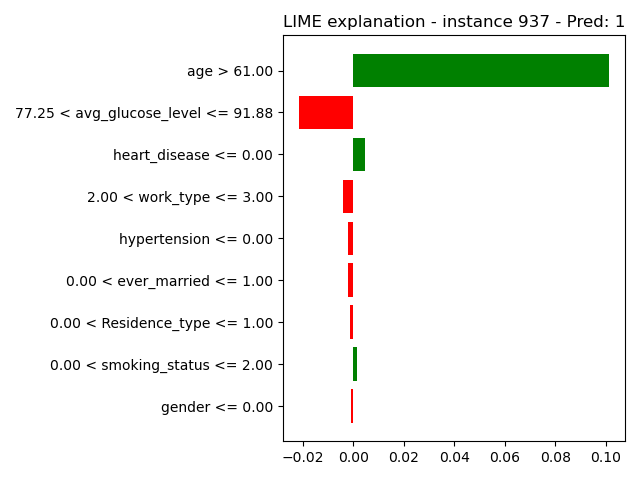 LIME explanation - instance 937 - Pred: 1
age > 61.00
77.25 < avg_glucose_level <= 91.88
heart_disease <= 0.00
2.00 < work_type <= 3.00
hypertension <= 0.00
0.00 < ever_married <= 1.00
0.00 < Residence_type <= 1.00
0.00 < smoking_status <= 2.00
gender <= 0.00
−0.02 0.00 0.02 0.04 0.06 0.08 0.10